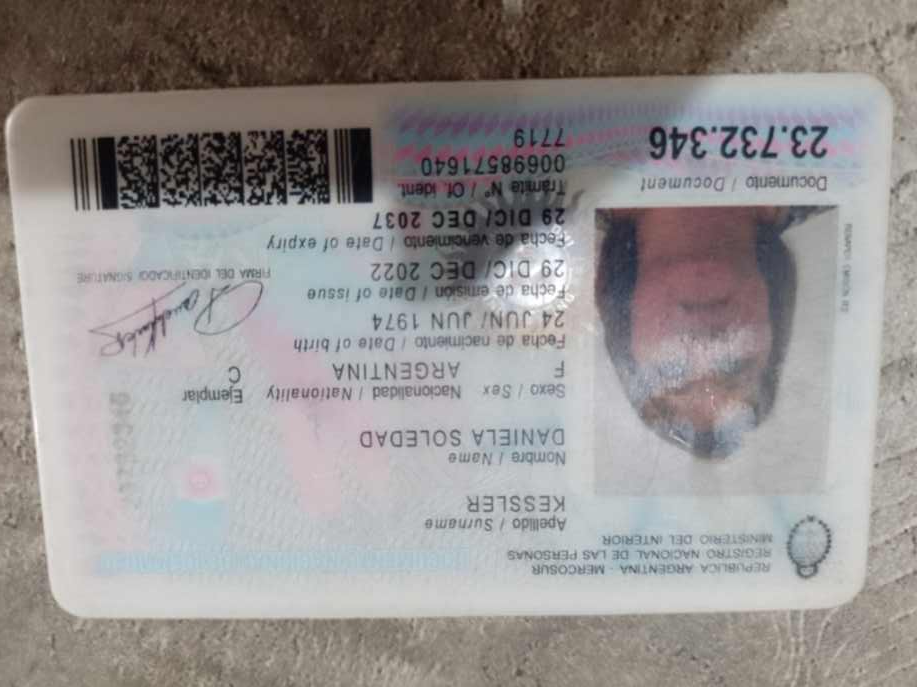 REPUBLICA ARGENTINA - MERCOSUR
REGISTRO NACIONAL DE LAS PERSONAS
MINISTERIO DEL INTERIOR
Apellido / Surname
KESSLER
Nombre / Name
DANIELA SOLEDAD
Sexo / Sex Nacionalidad / Nationality Ejemplar
F ARGENTINA C
Fecha de nacimiento / Date of birth
24 JUN/ JUN 1974
Fecha de emisión / Date of issue
29 DIC/ DEC 2022
FIRMA DEL IDENTIFICADO/ SIGNATURE
Fecha de vencimiento / Date of expiry
29 DIC/ DEC 2037
Documento / Document
23.732.346
Trámite N° / Of. ident.
00698571640
7719